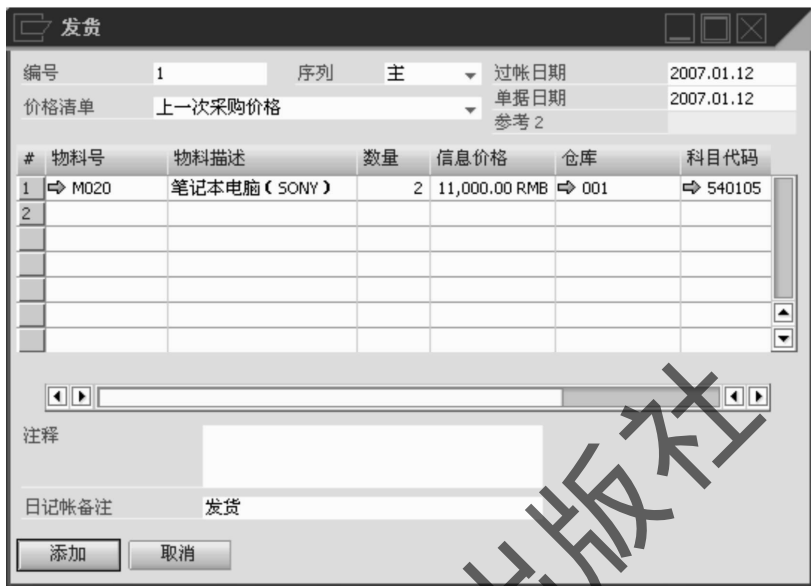 发货
编号 1 序列 主 过帐日期 2007.01.12
价格清单 上一次采购价格 单据日期 2007.01.12
参考 2
# 物料号 物料描述 数量 信息价格 仓库 科目代码
1 M020 笔记本电脑（SONY） 2 11,000.00 RMB 001 540105
2
注释
日记帐备注 发货
添加 取消
出版社